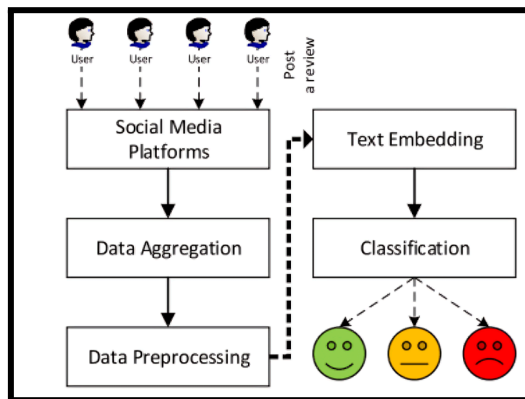 User User User User
Post
a review
Social Media
Platforms
Data Aggregation
Data Preprocessing
Text Embedding
Classification